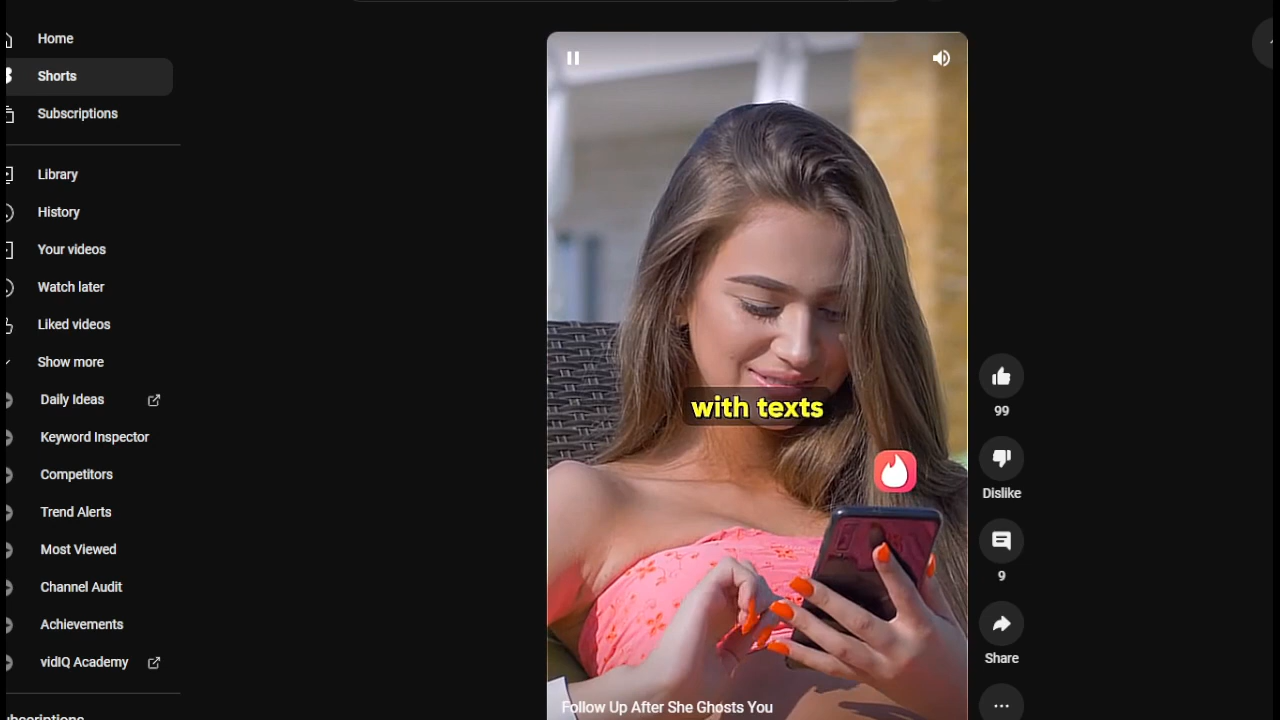 Home
Shorts
Subscriptions
Library
History
Your videos
Watch later
Liked videos
Show more
Daily Ideas
Keyword Inspector
Competitors
Trend Alerts
Most Viewed
Channel Audit
Achievements
vidIQ Academy
ubscriptions
with texts
Follow Up After She Ghosts You
99
Dislike
9
Share